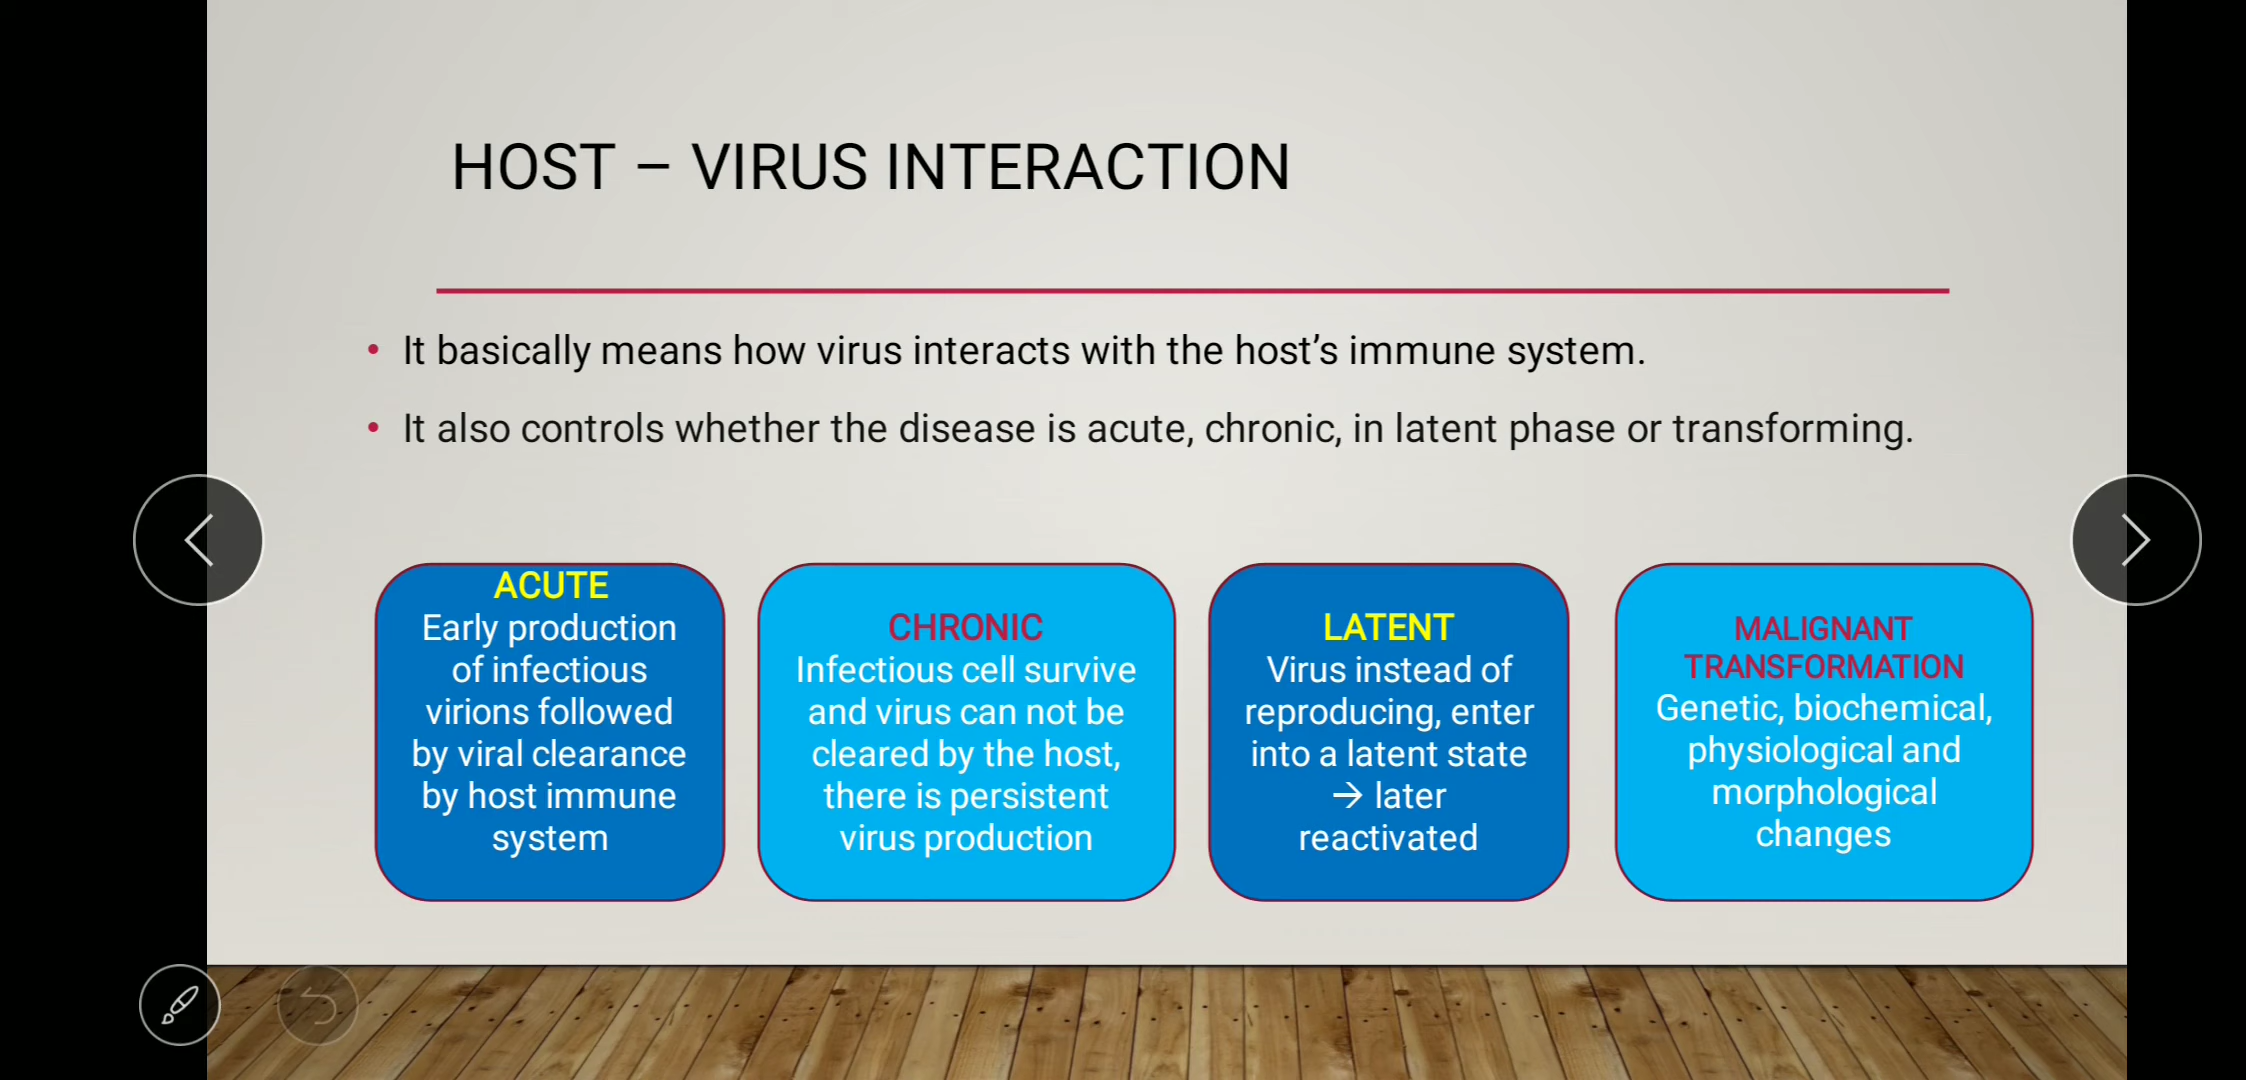 HOST – VIRUS INTERACTION
• It basically means how virus interacts with the host’s immune system.
• It also controls whether the disease is acute, chronic, in latent phase or transforming.
ACUTE
Early production
of infectious
virions followed
by viral clearance
by host immune
system
CHRONIC
Infectious cell survive
and virus can not be
cleared by the host,
there is persistent
virus production
LATENT
Virus instead of
reproducing, enter
into a latent state
→ later
reactivated
MALIGNANT
TRANSFORMATION
Genetic, biochemical,
physiological and
morphological
changes